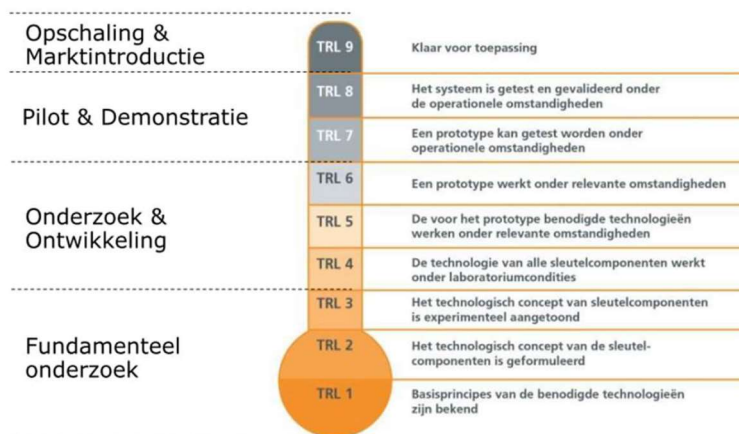 Opschaling &
Marktintroductie
TRL 9
Klaar voor toepassing
Pilot & Demonstratie
TRL 8
Het systeem is getest en gevalideerd onder
de operationele omstandigheden
TRL 7
Een prototype kan getest worden onder
operationele omstandigheden
Onderzoek &
Ontwikkeling
TRL 6
Een prototype werkt onder relevante omstandigheden
TRL 5
De voor het prototype benodigde technologieën
werken onder relevante omstandigheden
TRL 4
De technologie van alle sleutelcomponenten werkt
onder laboratoriumcondities
Fundamenteel
onderzoek
TRL 3
Het technologisch concept van sleutelcomponenten
is experimenteel aangetoond
TRL 2
Het technologisch concept van de sleutel-
componenten is geformuleerd
TRL 1
Basisprincipes van de benodigde technologieën
zijn bekend